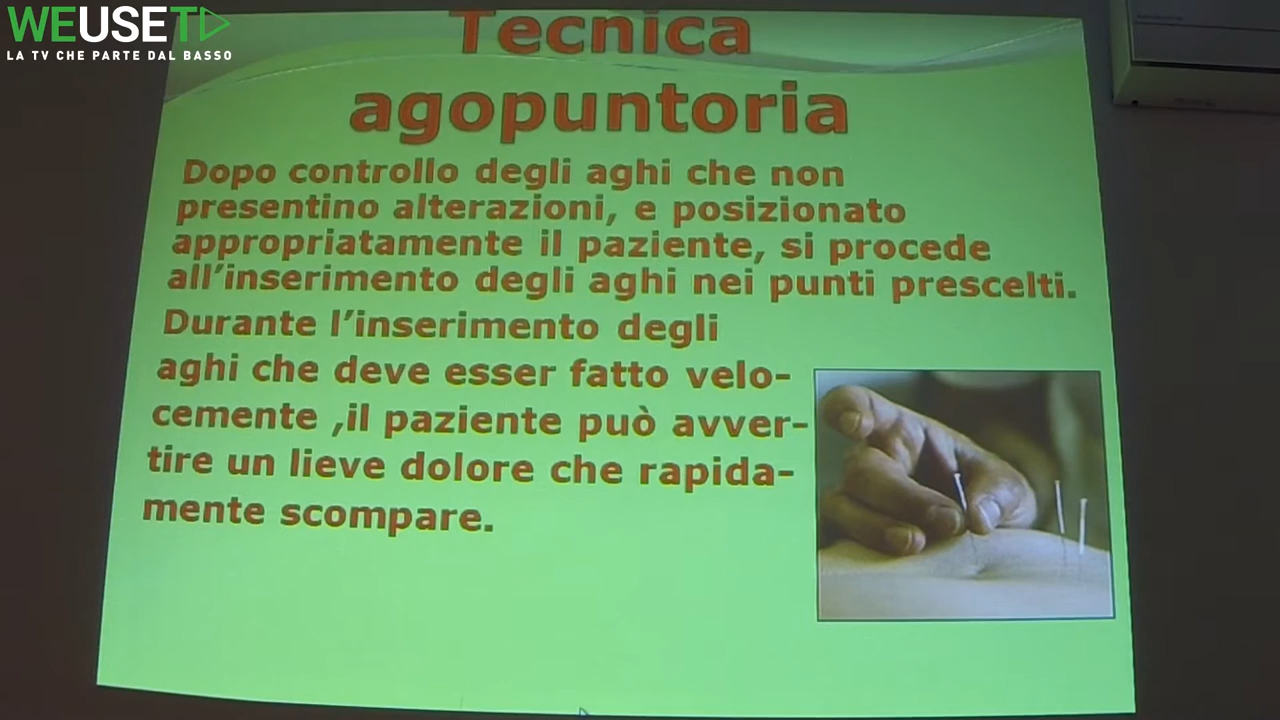 WEUSETV
LA TV CHE PARTE DAL BASSO
Tecnica
agopuntoria
Dopo controllo degli aghi che non
presentino alterazioni, e posizionato
appropriatamente il paziente, si procede
all’inserimento degli aghi nei punti prescelti.
Durante l’inserimento degli
aghi che deve esser fatto velo-
cemente ,il paziente può avver-
tire un lieve dolore che rapida-
mente scompare.